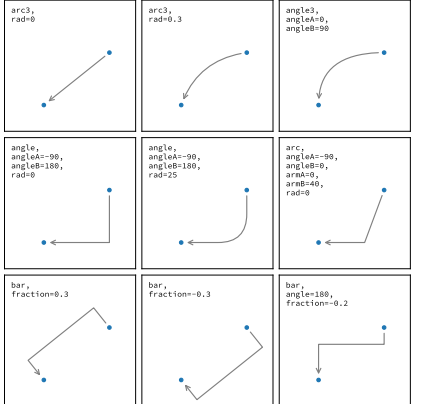 arc3,
rad=0
arc3,
rad=0.3
angle3,
angleA=0,
angleB=90
angle,
angleA=-90,
angleB=180,
rad=0
angle,
angleA=-90,
angleB=180,
rad=25
arc,
angleA=-90,
angleB=0,
armA=0,
armB=40,
rad=0
bar,
fraction=0.3
bar,
fraction=-0.3
bar,
angle=180,
fraction=-0.2